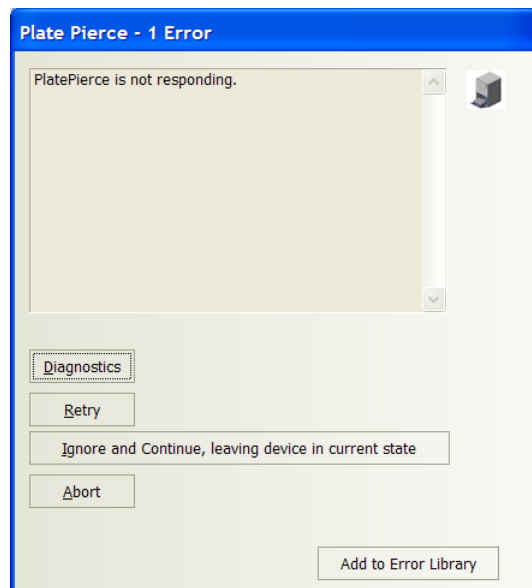 Plate Pierce - 1 Error
PlatePierce is not responding.
Diagnostics
Retry
Ignore and Continue, leaving device in current state
Abort
Add to Error Library